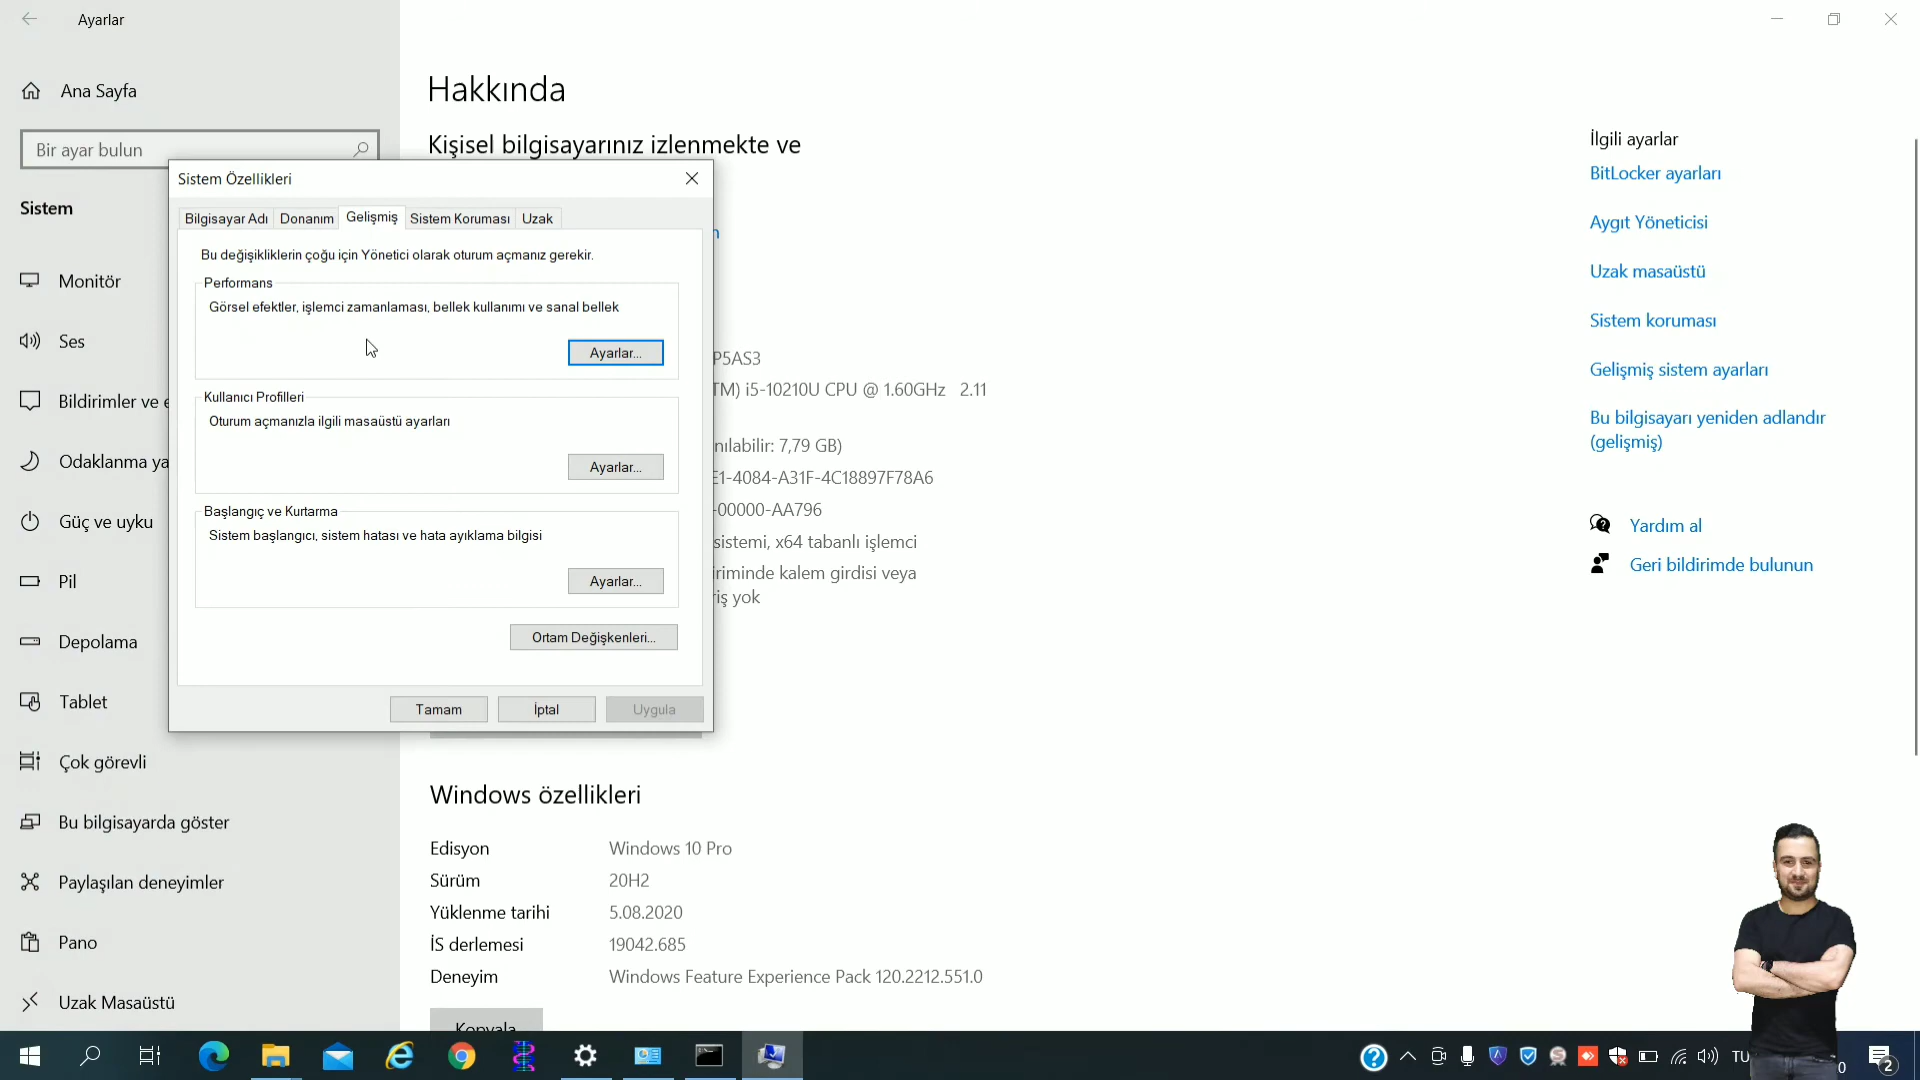 Ayarlar
Ana Sayfa
Bir ayar bulun
Sistem
Monitör
Ses
Bildirimler ve e
Odaklanma ya
Güç ve uyku
Pil
Depolama
Tablet
Çok görevli
Bu bilgisayarda göster
Paylaşılan deneyimler
Pano
Uzak Masaüstü
Hakkında
Kişisel bilgisayarınız izlenmekte ve
Sistem Özellikleri
Bilgisayar Adı Donanım Gelişmiş Sistem Koruması Uzak
Bu değişikliklerin çoğu için Yönetici olarak oturum açmanız gerekir.
Performans
Görsel efektler, işlemci zamanlaması, bellek kullanımı ve sanal bellek
Ayarlar...
Kullanıcı Profilleri
Oturum açmanızla ilgili masaüstü ayarları
Ayarlar...
Başlangıç ve Kurtarma
Sistem başlangıcı, sistem hatası ve hata ayıklama bilgisi
Ayarlar...
Ortam Değişkenleri...
Tamam İptal Uygula
P5AS3
TM) i5-10210U CPU @ 1.60GHz 2.11
nılabilir: 7,79 GB)
E1-4084-A31F-4C18897F78A6
-00000-AA796
sistemi, x64 tabanlı işlemci
iriminde kalem girdisi veya
riş yok
Windows özellikleri
Edisyon Windows 10 Pro
Sürüm 20H2
Yüklenme tarihi 5.08.2020
İS derlemesi 19042.685
Deneyim Windows Feature Experience Pack 120.2212.551.0
Kopyala
İlgili ayarlar
BitLocker ayarları
Aygıt Yöneticisi
Uzak masaüstü
Sistem koruması
Gelişmiş sistem ayarları
Bu bilgisayarı yeniden adlandır
(gelişmiş)
Yardım al
Geri bildirimde bulunun
TU
0
2